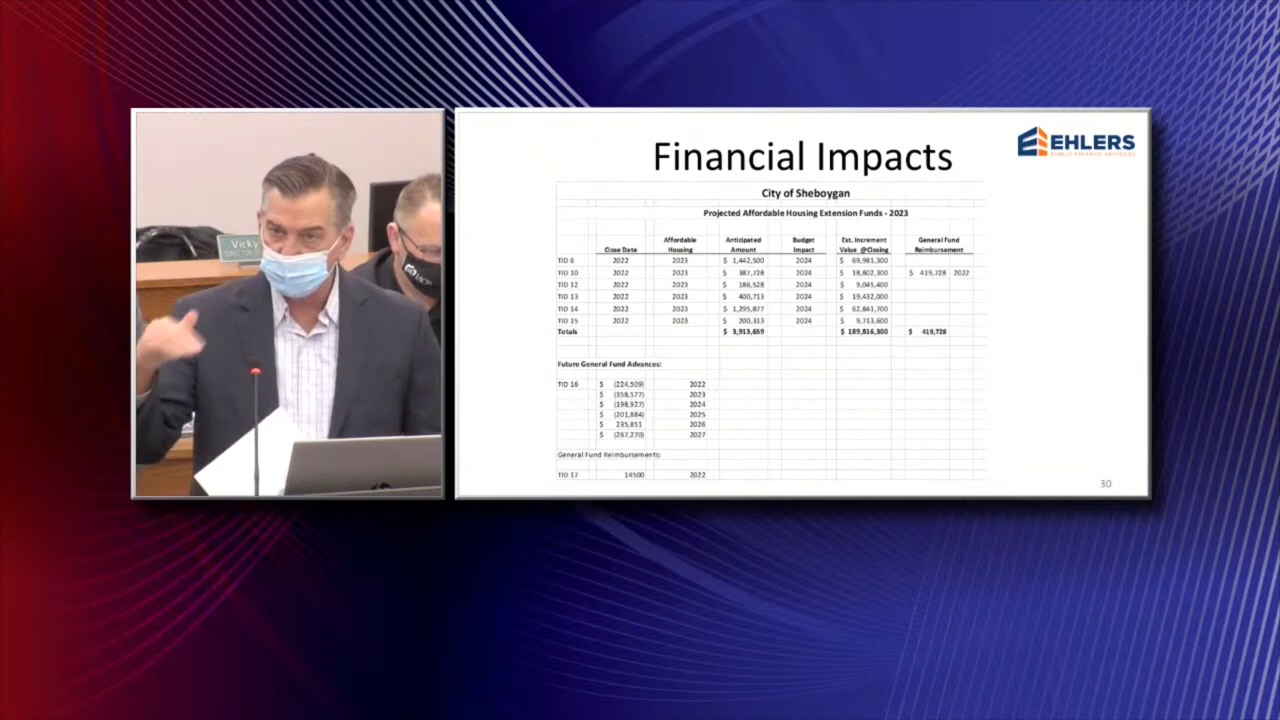 Vicky
EHLERS
PUBLIC FINANCE ADVISORS
Financial Impacts
City of Sheboygan
Projected Affordable Housing Extension Funds - 2023
Close Date Affordable Housing Anticipated Amount Budget Impact Est. Increment Value @Closing General Fund Reimbursement
TID 6 2022 2023 $ 1,442,500 2024 $ 69,981,300
TID 10 2022 2023 $ 387,728 2024 $ 18,802,300 $ 419,728 2022
TID 12 2022 2023 $ 186,528 2024 $ 9,045,400
TID 13 2022 2023 $ 400,713 2024 $ 19,432,000
TID 14 2022 2023 $ 1,295,877 2024 $ 62,841,700
TID 15 2022 2023 $ 200,313 2024 $ 9,713,600
Totals $ 3,913,659 $ 189,816,300 $ 419,728
Future General Fund Advances:
TID 16 $ (224,509) 2022
$ (358,577) 2023
$ (198,927) 2024
$ (201,884) 2025
$ 235,851 2026
$ (267,270) 2027
General Fund Reimbursements:
TID 17 14500 2022
30